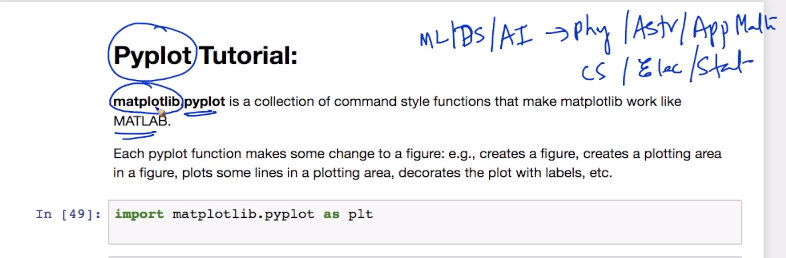 ML/DS/AI → Phy /Astr/App Math
CS / Elec /Stat
Pyplot Tutorial:
matplotlib.pyplot is a collection of command style functions that make matplotlib work like
MATLAB.
Each pyplot function makes some change to a figure: e.g., creates a figure, creates a plotting area
in a figure, plots some lines in a plotting area, decorates the plot with labels, etc.
In [49]: import matplotlib.pyplot as plt